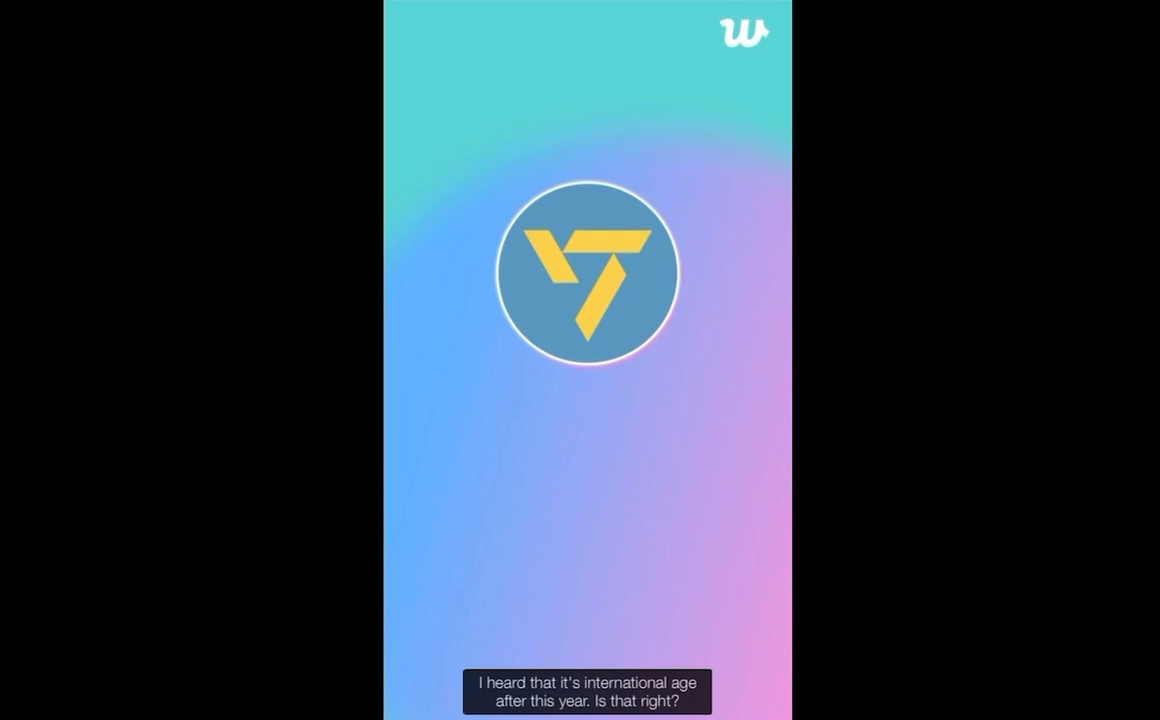 w
I heard that it's international age
after this year. Is that right?